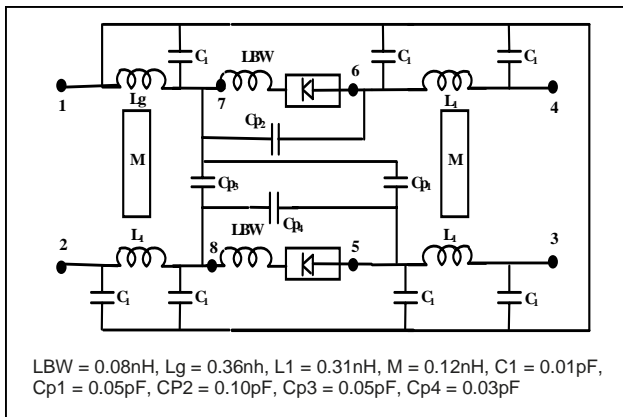 C1 LBW 6 C1 C1
1 Lg 7 L1 4
Cp2
M M
Cp3 Cp1
Cp4
2 L1 8 LBW 5 L1 3
C1 C1 C1 C1
LBW = 0.08nH, Lg = 0.36nh, L1 = 0.31nH, M = 0.12nH, C1 = 0.01pF,
Cp1 = 0.05pF, CP2 = 0.10pF, Cp3 = 0.05pF, Cp4 = 0.03pF